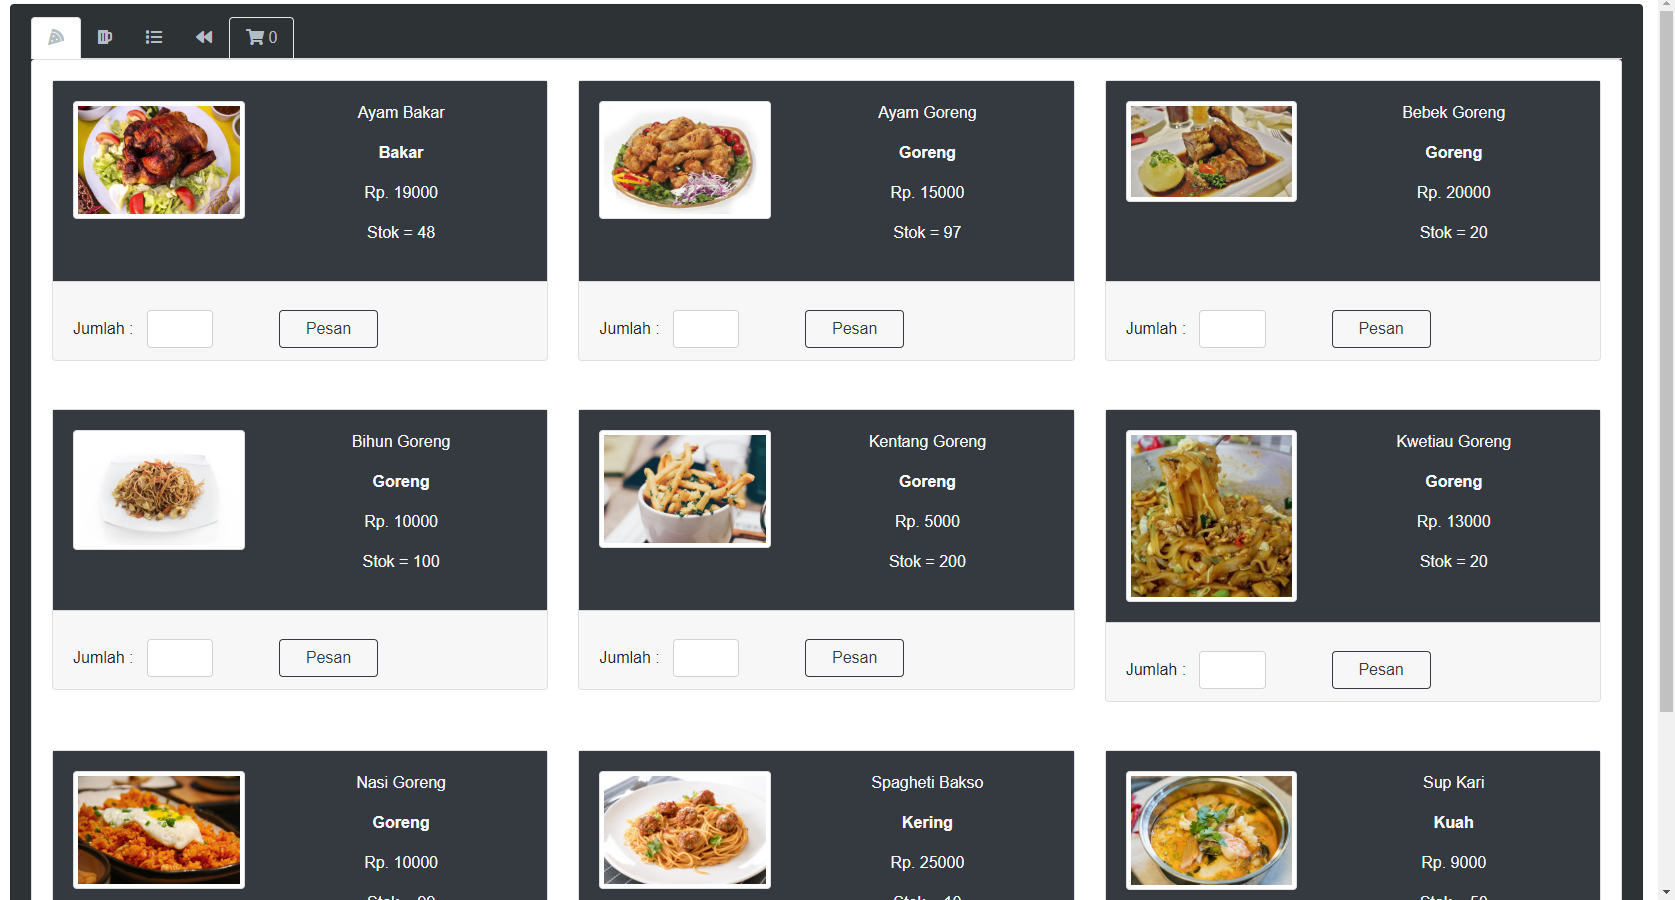 0
Ayam Bakar
Bakar
Rp. 19000
Stok = 48
Jumlah :
Pesan
Ayam Goreng
Goreng
Rp. 15000
Stok = 97
Jumlah :
Pesan
Bebek Goreng
Goreng
Rp. 20000
Stok = 20
Jumlah :
Pesan
Bihun Goreng
Goreng
Rp. 10000
Stok = 100
Jumlah :
Pesan
Kentang Goreng
Goreng
Rp. 5000
Stok = 200
Jumlah :
Pesan
Kwetiau Goreng
Goreng
Rp. 13000
Stok = 20
Jumlah :
Pesan
Nasi Goreng
Goreng
Rp. 10000
Spagheti Bakso
Kering
Rp. 25000
Sup Kari
Kuah
Rp. 9000